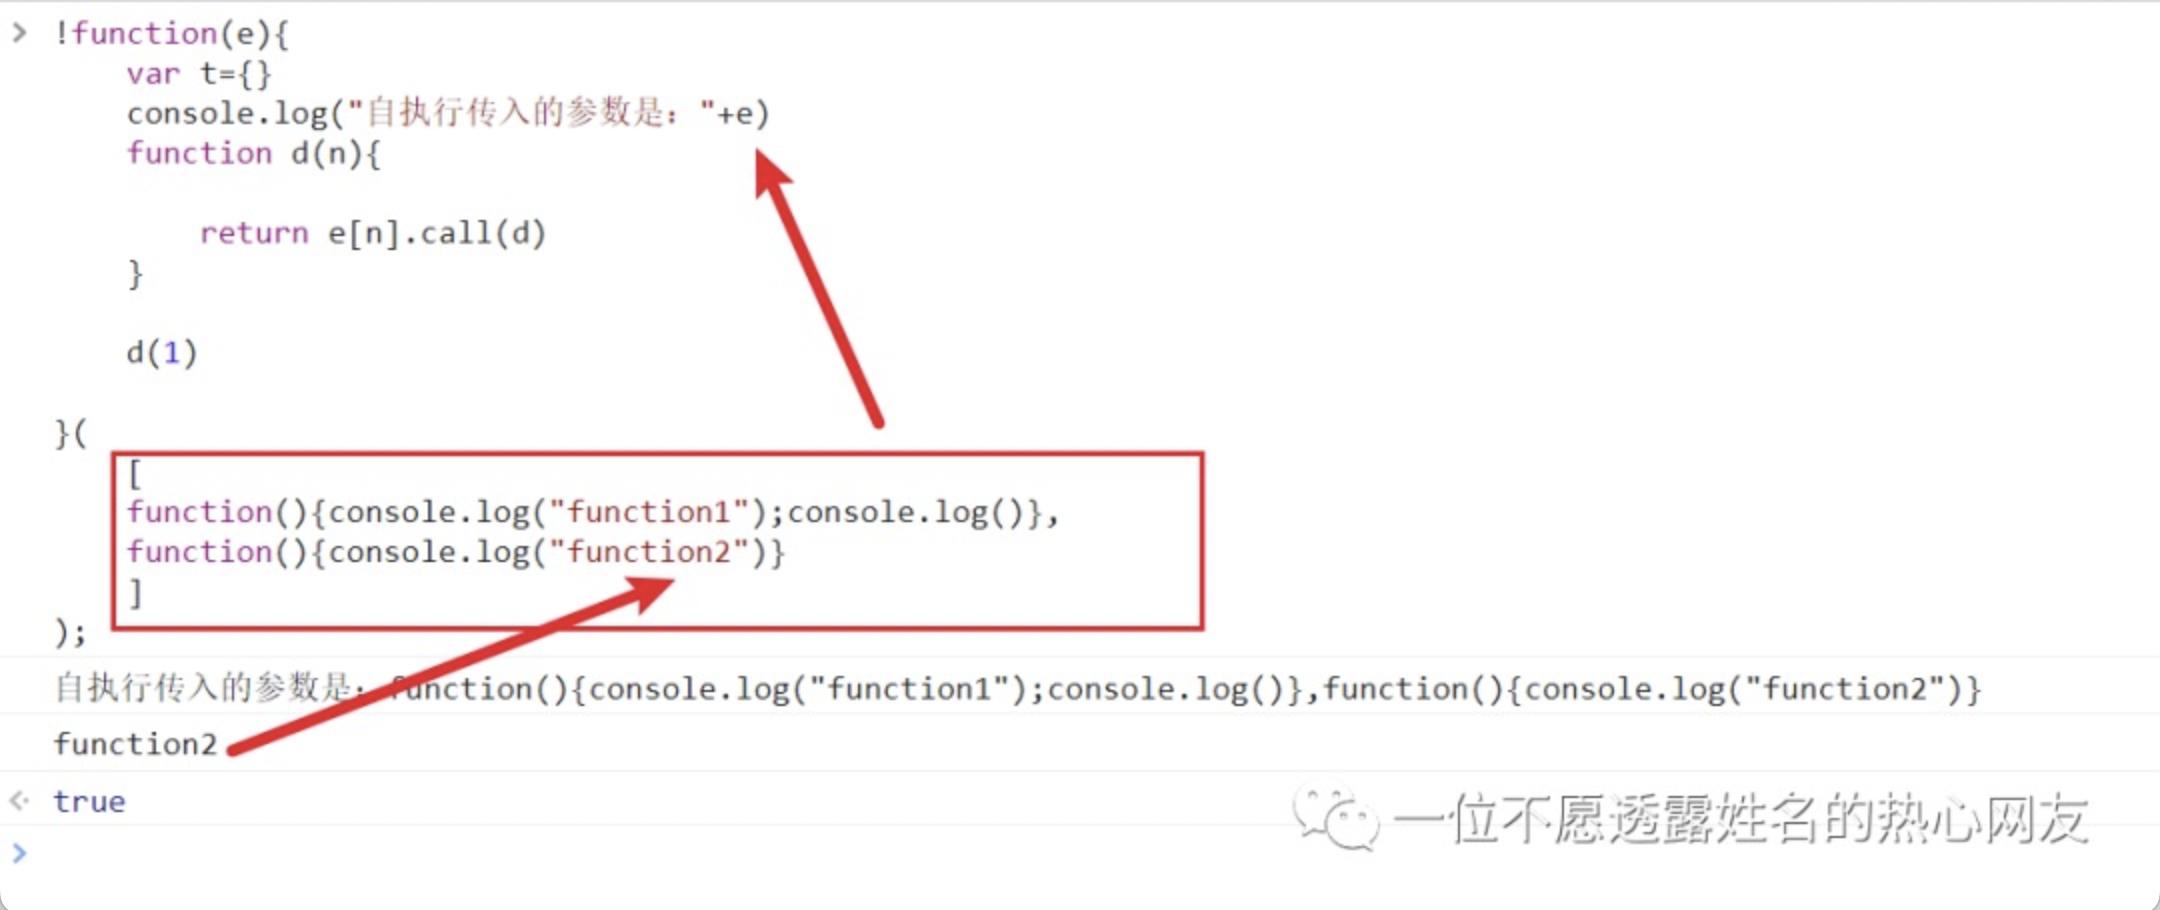 !function(e){
var t={}
console.log("自执行传入的参数是："+e)
function d(n){
return e[n].call(d)
}
d(1)
}(
[
function(){console.log("function1");console.log()},
function(){console.log("function2")}
]
);
自执行传入的参数是：function(){console.log("function1");console.log()},function(){console.log("function2")}
function2
true
一位不愿透露姓名的热心网友